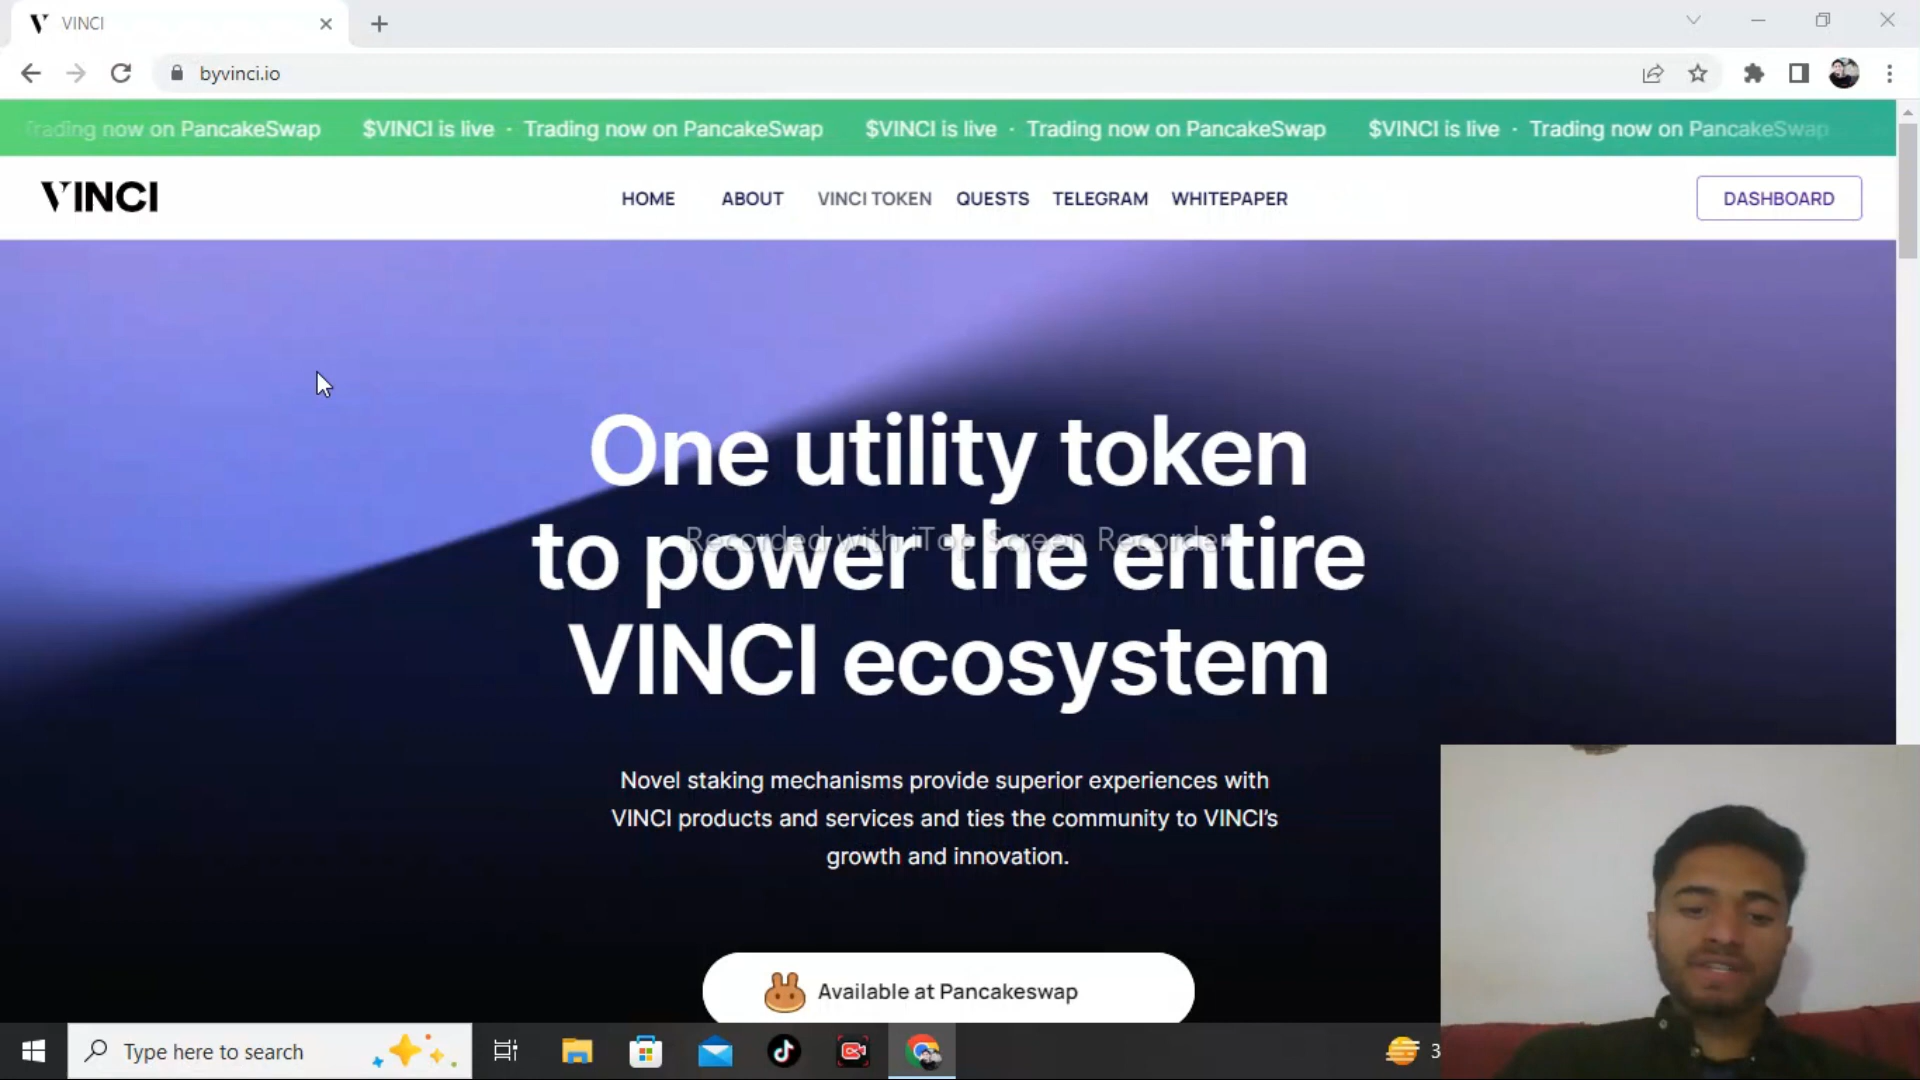 VINCI
byvinci.io
Trading now on PancakeSwap $VINCI is live · Trading now on PancakeSwap $VINCI is live · Trading now on PancakeSwap $VINCI is live · Trading now on PancakeSwap
VINCI HOME ABOUT VINCI TOKEN QUESTS TELEGRAM WHITEPAPER DASHBOARD
One utility token
to power the entire
Recorded with iTop Screen Recorder
VINCI ecosystem
Novel staking mechanisms provide superior experiences with
VINCI products and services and ties the community to VINCI's
growth and innovation.
Available at Pancakeswap
Type here to search
3